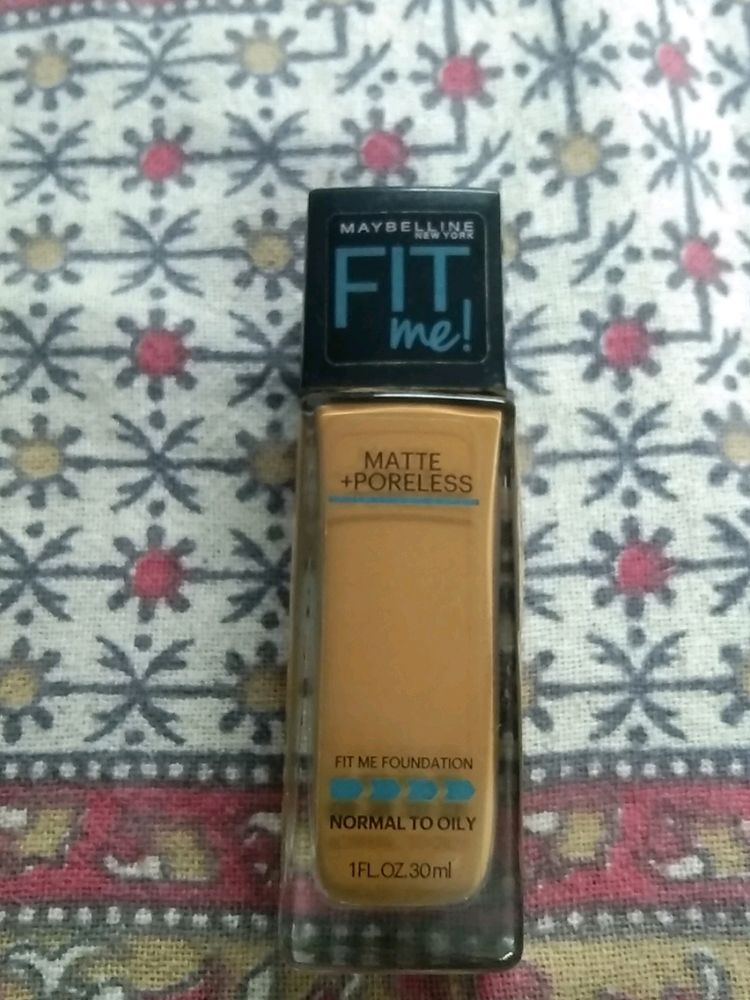 MAYBELLINE
NEW YORK
FIT
me!
MATTE
+PORELESS
FIT ME FOUNDATION
NORMAL TO OILY
1FL.OZ.30ml